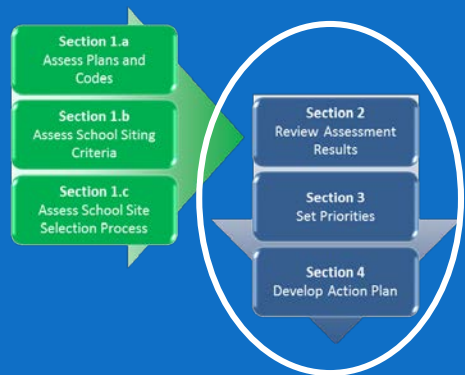 Section 1.a
Assess Plans and
Codes
Section 1.b
Assess School Siting
Criteria
Section 1.c
Assess School Site
Selection Process
Section 2
Review Assessment
Results
Section 3
Set Priorities
Section 4
Develop Action Plan